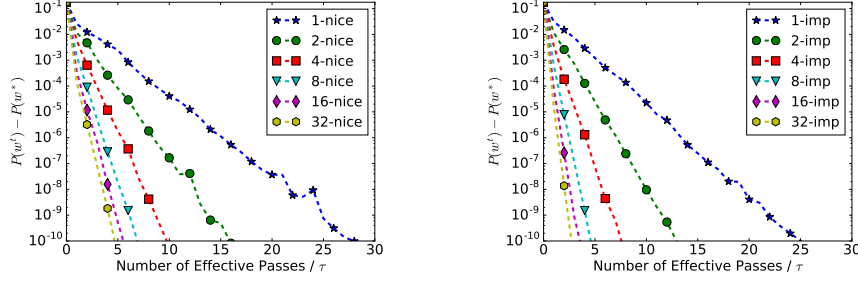 10^{-1}
10^{-2}
10^{-3}
10^{-4}
10^{-5}
10^{-6}
10^{-7}
10^{-8}
10^{-9}
10^{-10}
P(w^t) − P(w^*)
1-nice
2-nice
4-nice
8-nice
16-nice
32-nice
0 5 10 15 20 25 30
Number of Effective Passes / τ
10^{-1}
10^{-2}
10^{-3}
10^{-4}
10^{-5}
10^{-6}
10^{-7}
10^{-8}
10^{-9}
10^{-10}
P(w^t) − P(w^*)
1-imp
2-imp
4-imp
8-imp
16-imp
32-imp
0 5 10 15 20 25 30
Number of Effective Passes / τ